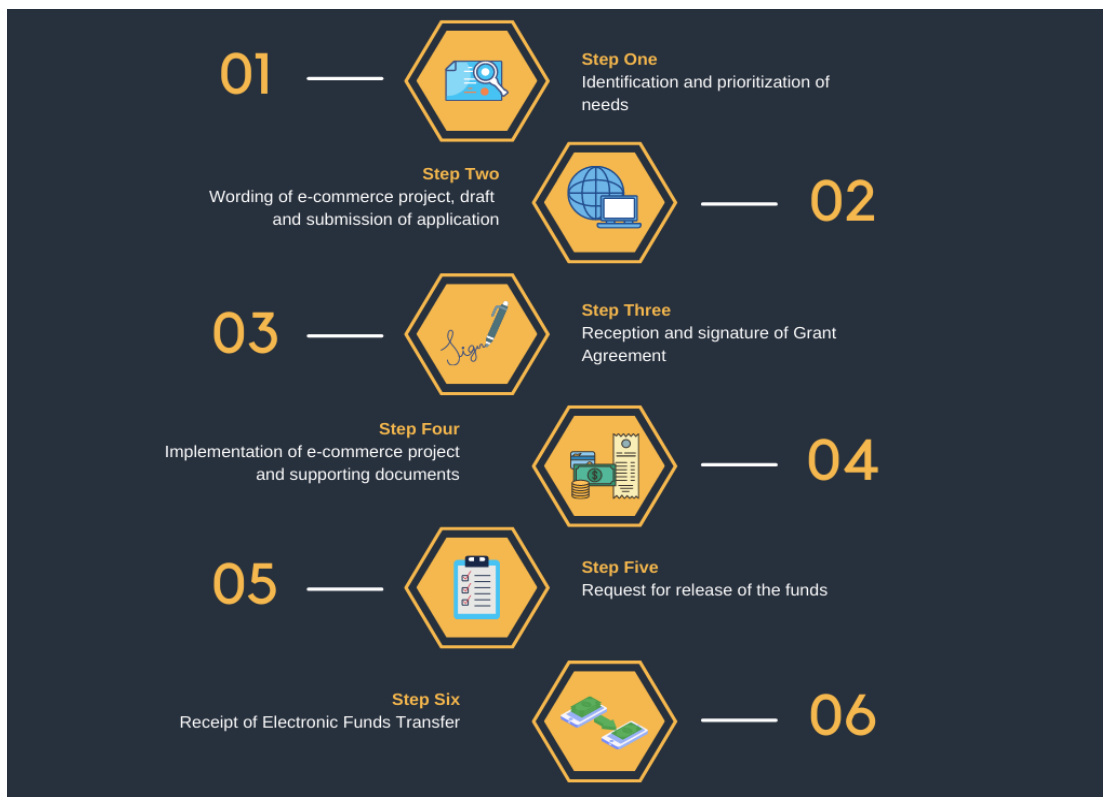 01
Step One
Identification and prioritization of
needs
Step Two
Wording of e-commerce project, draft
and submission of application
02
03
Sign
Step Three
Reception and signature of Grant
Agreement
Step Four
Implementation of e-commerce project
and supporting documents
$
04
05
Step Five
Request for release of the funds
Step Six
Receipt of Electronic Funds Transfer
06